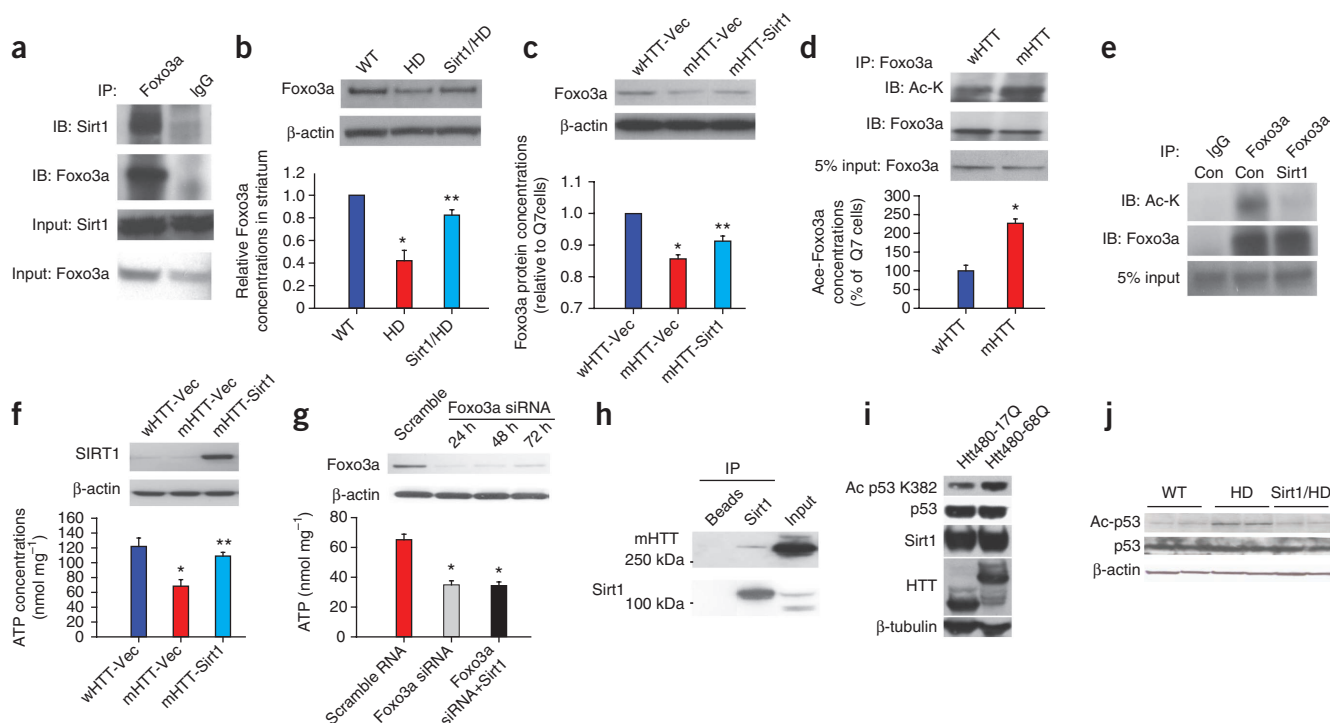 a
IP: Foxo3a IgG
IB: Sirt1
IB: Foxo3a
Input: Sirt1
Input: Foxo3a
b
WT HD Sirt1/HD
Foxo3a
β-actin
Relative Foxo3a
concentrations in striatum
1.2
1.0
0.8
0.6
0.4
0.2
0
* **
WT HD Sirt1/HD
c
wHTT-Vec mHTT-Vec mHTT-Sirt1
Foxo3a
β-actin
Foxo3a protein concentrations
(relative to Q7cells)
1.1
1.0
0.9
0.8
0.7
* **
wHTT-Vec mHTT-Vec mHTT-Sirt1
d
wHTT mHTT
IP: Foxo3a
IB: Ac-K
IB: Foxo3a
5% input: Foxo3a
Ace-Foxo3a
concentrations
(% of Q7 cells)
300
250
200
150
100
50
0
*
wHTT mHTT
e
IP: IgG Foxo3a Foxo3a
Con Con Sirt1
IB: Ac-K
IB: Foxo3a
5% input
f
wHTT-Vec mHTT-Vec mHTT-Sirt1
SIRT1
β-actin
ATP concentrations
(nmol mg⁻¹)
160
140
120
100
80
60
40
20
0
* **
wHTT-Vec mHTT-Vec mHTT-Sirt1
g
Scramble Foxo3a siRNA
24 h 48 h 72 h
Foxo3a
β-actin
ATP (nmol mg⁻¹)
80
60
40
20
0
* *
Scramble RNA Foxo3a siRNA Foxo3a
siRNA+Sirt1
h
IP
Beads Sirt1 Input
mHTT
250 kDa
Sirt1
100 kDa
i
Htt480-17Q Htt480-68Q
Ac p53 K382
p53
Sirt1
HTT
β-tubulin
j
WT HD Sirt1/HD
Ac-p53
p53
β-actin